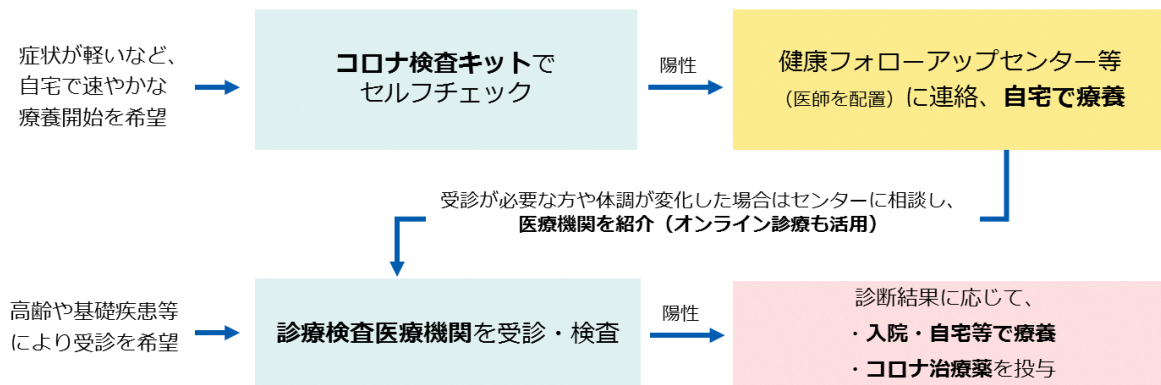 症状が軽いなど、
自宅で速やかな
療養開始を希望
コロナ検査キットで
セルフチェック
陽性
健康フォローアップセンター等
（医師を配置）に連絡、自宅で療養
受診が必要な方や体調が変化した場合はセンターに相談し、
医療機関を紹介（オンライン診療も活用）
高齢や基礎疾患等
により受診を希望
診療検査医療機関を受診・検査
陽性
診断結果に応じて、
・入院・自宅等で療養
・コロナ治療薬を投与